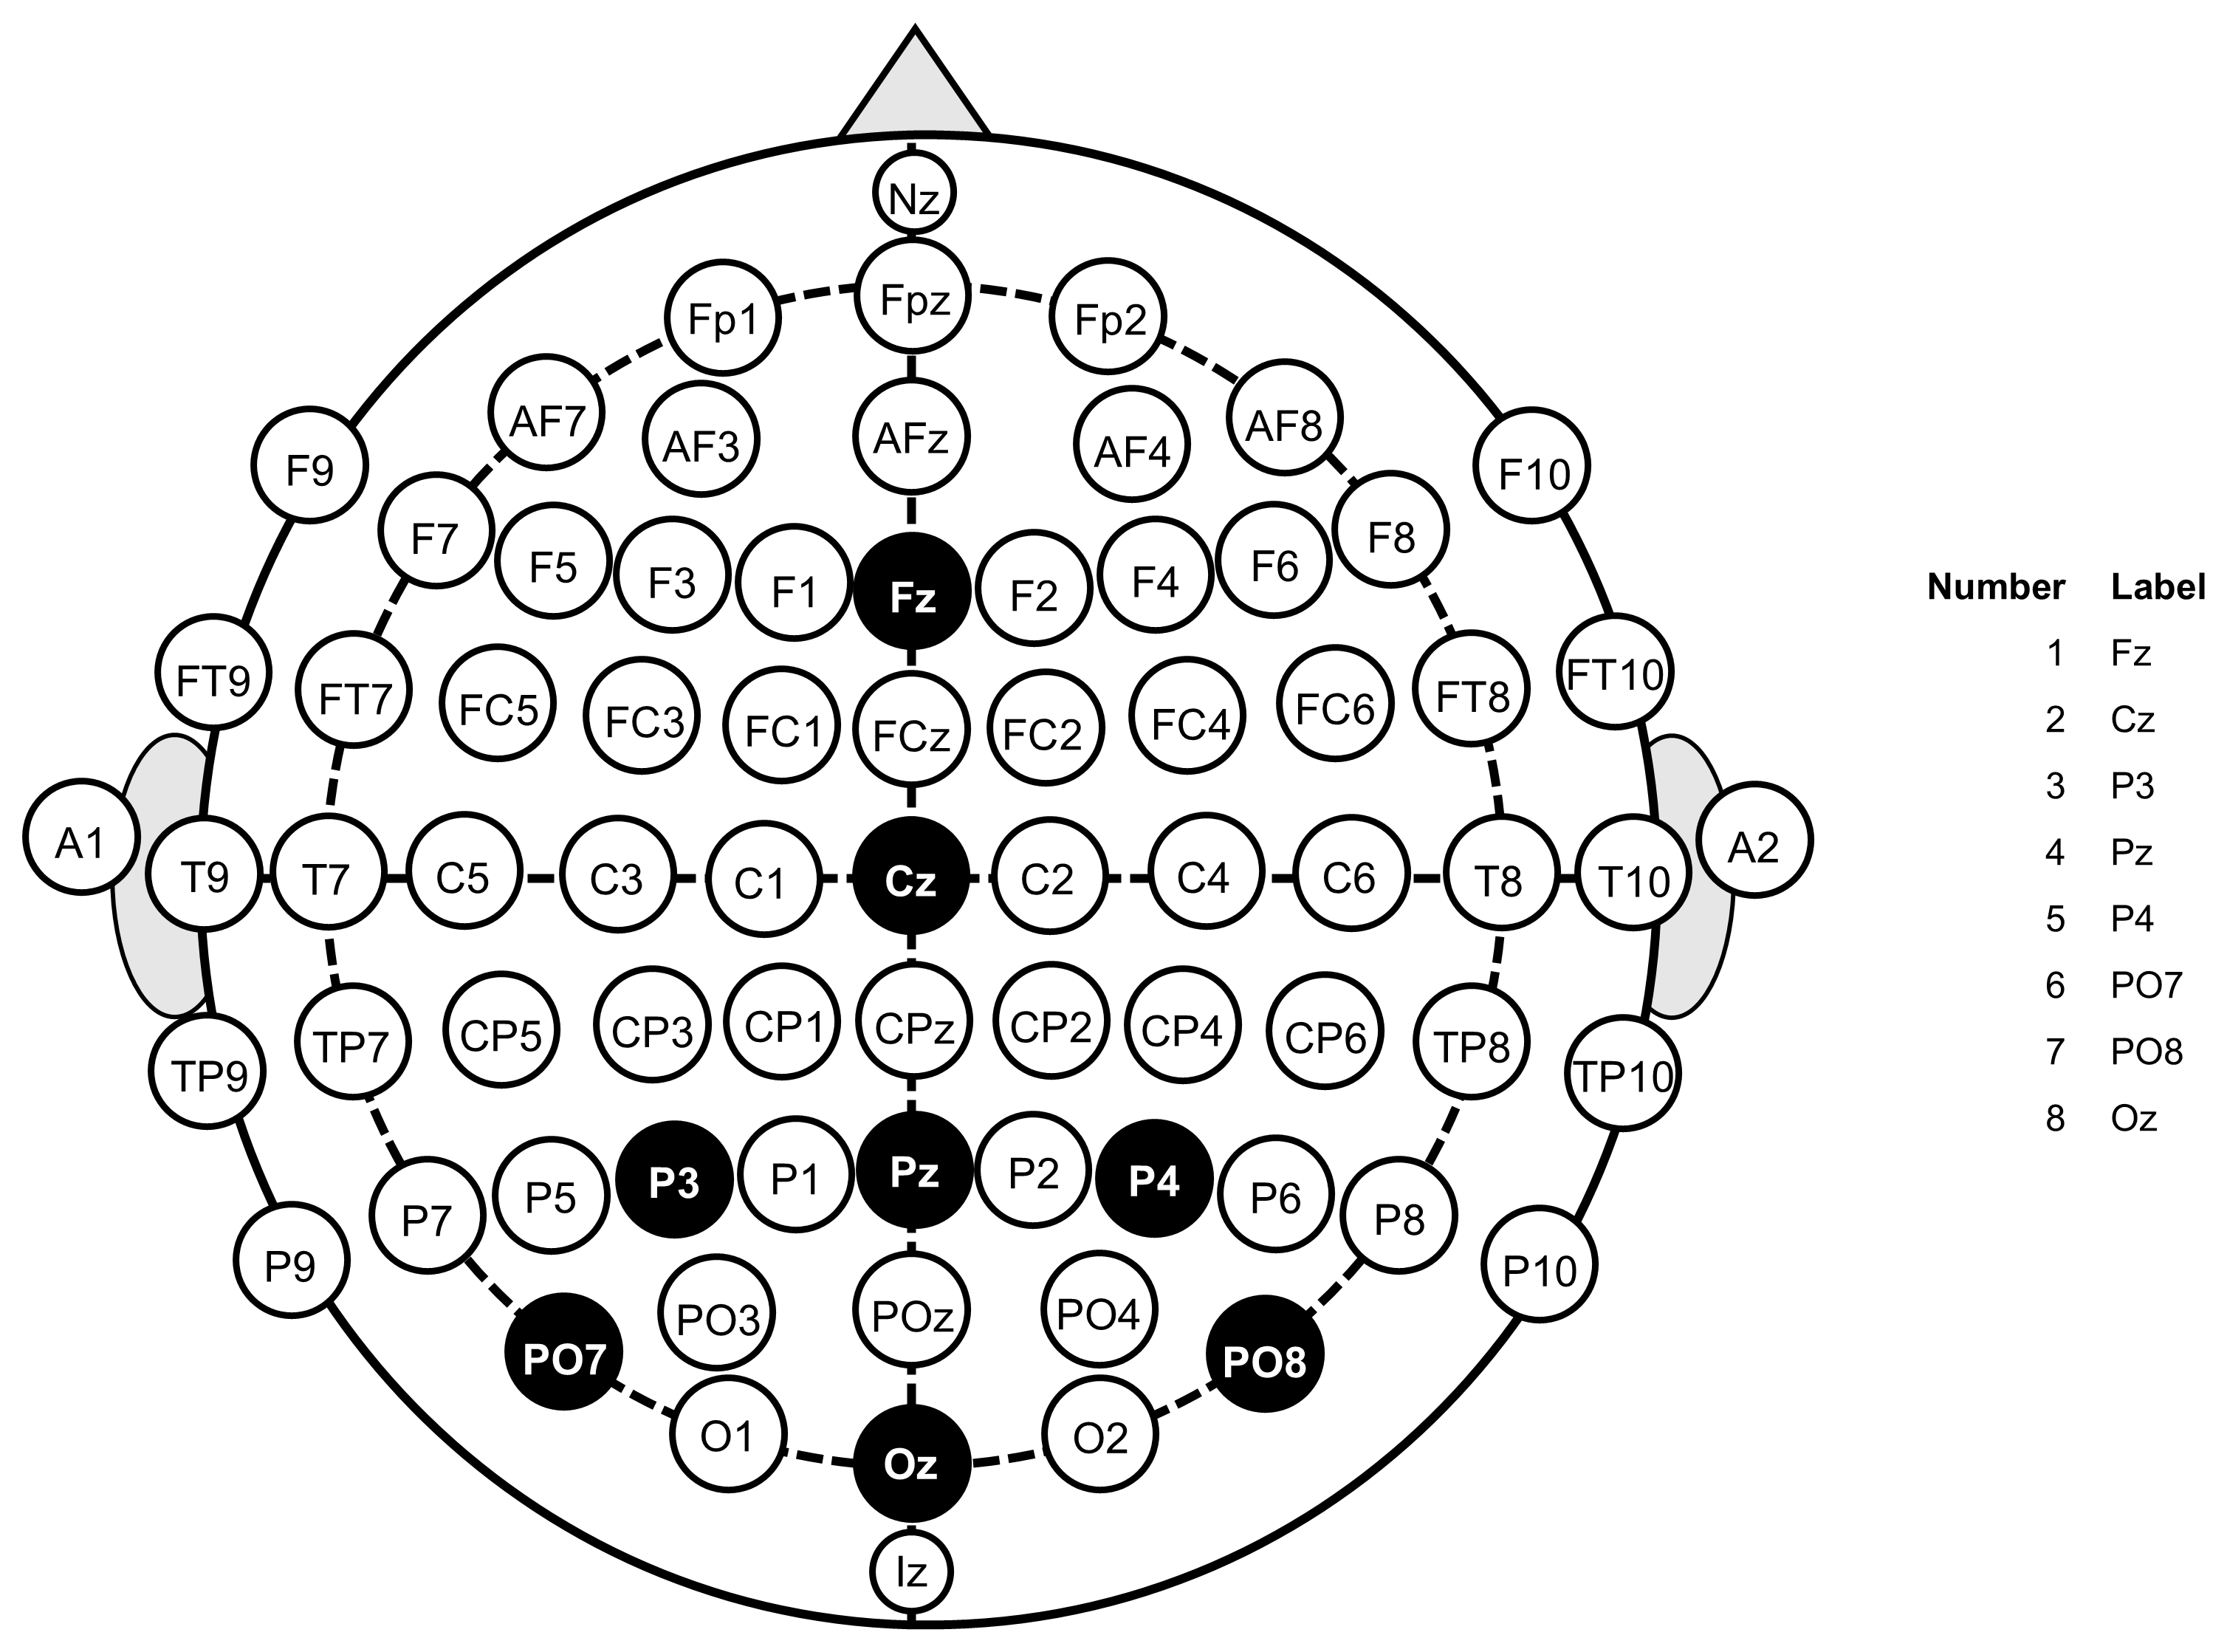 Nz
Fp1 Fpz Fp2
AF7 AF3 AFz AF4 AF8
F9 F7 F5 F3 F1 Fz F2 F4 F6 F8 F10
FT9 FT7 FC5 FC3 FC1 FCz FC2 FC4 FC6 FT8 FT10
A1 T9 T7 C5 C3 C1 Cz C2 C4 C6 T8 T10 A2
TP9 TP7 CP5 CP3 CP1 CPz CP2 CP4 CP6 TP8 TP10
P9 P7 P5 P3 P1 Pz P2 P4 P6 P8 P10
PO7 PO3 POz PO4 PO8
O1 Oz O2
Iz
Number Label
1 Fz
2 Cz
3 P3
4 Pz
5 P4
6 PO7
7 PO8
8 Oz